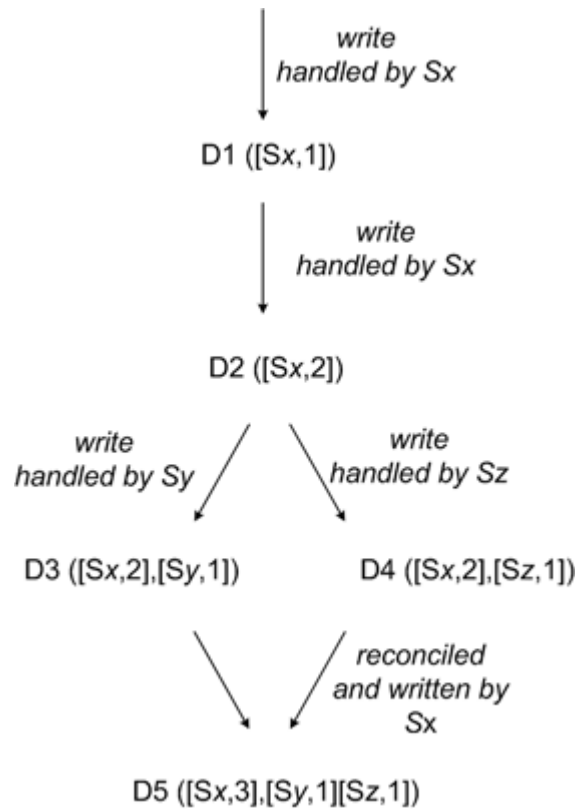 write
handled by Sx
D1 ([Sx,1])
write
handled by Sx
D2 ([Sx,2])
write
handled by Sy
write
handled by Sz
D3 ([Sx,2],[Sy,1])
D4 ([Sx,2],[Sz,1])
reconciled
and written by
Sx
D5 ([Sx,3],[Sy,1][Sz,1])